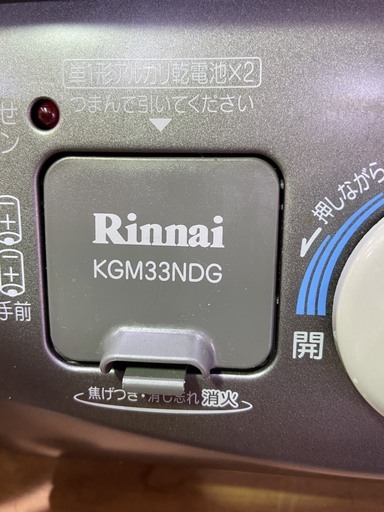 単1形アルカリ乾電池×2
つまんで引いてください
せ
ン
手前
Rinnai
KGM33NDG
押しながら
開
焦げつき・消し忘れ 消火